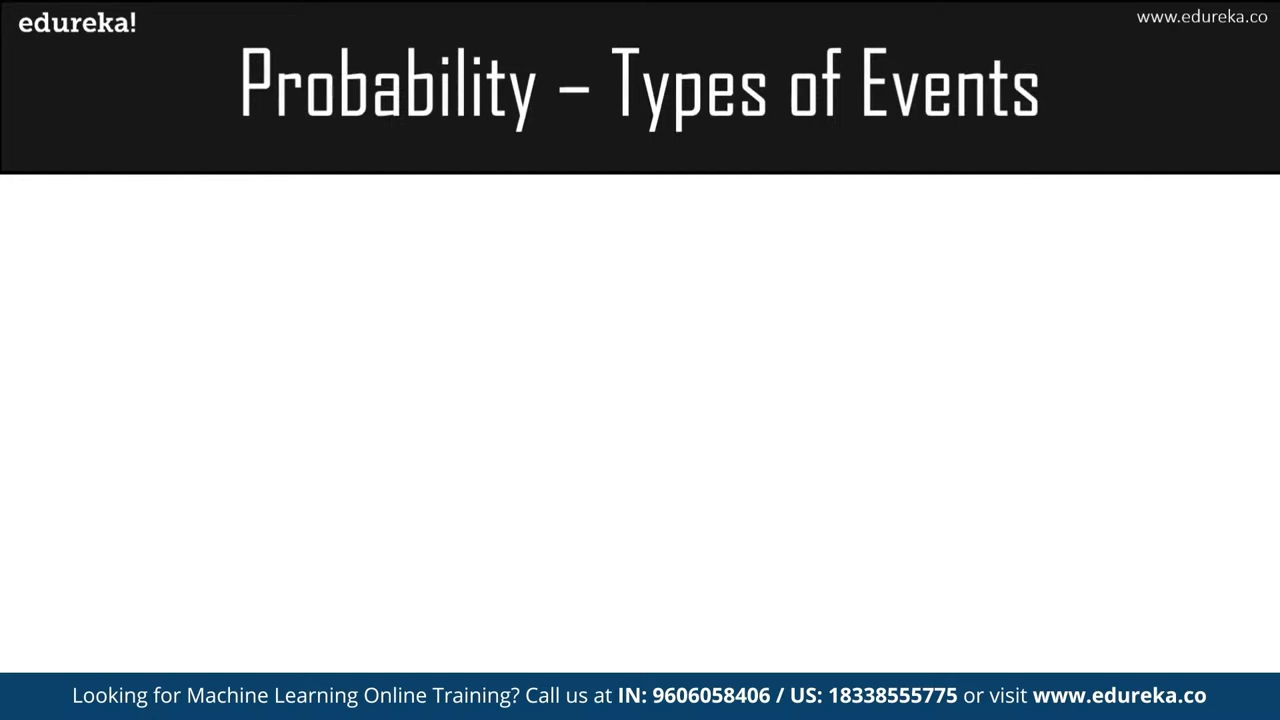 edureka!
www.edureka.co
Probability – Types of Events
Looking for Machine Learning Online Training? Call us at IN: 9606058406 / US: 18338555775 or visit www.edureka.co